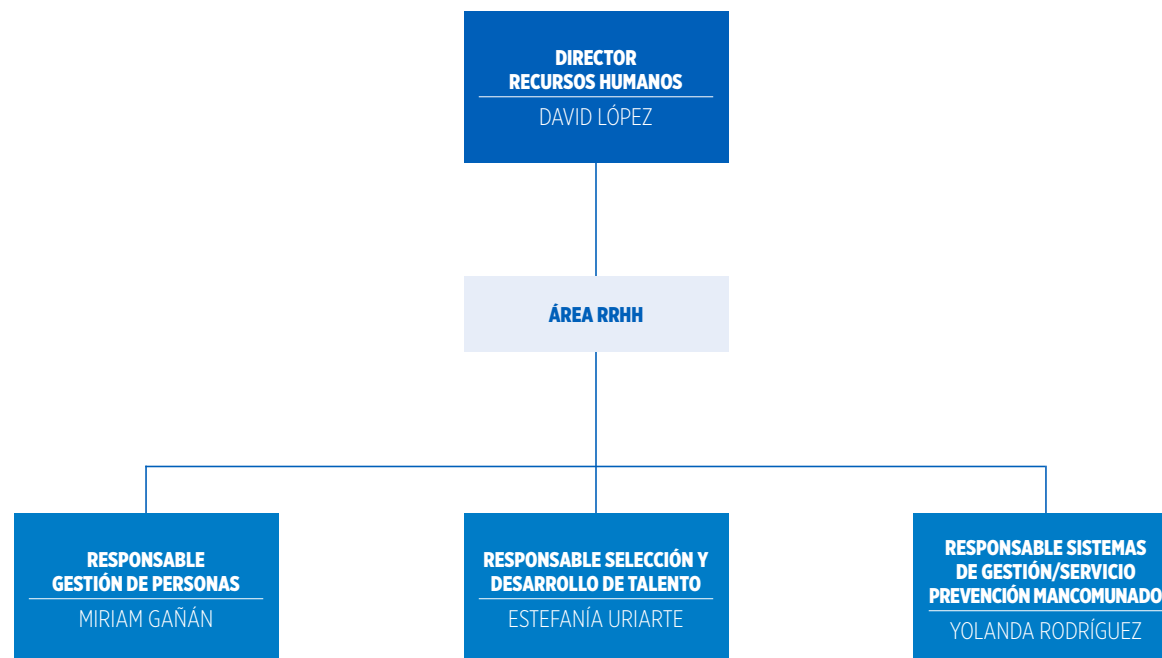 DIRECTOR
RECURSOS HUMANOS
DAVID LÓPEZ
ÁREA RRHH
RESPONSABLE
GESTIÓN DE PERSONAS
MIRIAM GAÑÁN
RESPONSABLE SELECCIÓN Y
DESARROLLO DE TALENTO
ESTEFANÍA URIARTE
RESPONSABLE SISTEMAS
DE GESTIÓN/SERVICIO
PREVENCIÓN MANCOMUNADO
YOLANDA RODRÍGUEZ